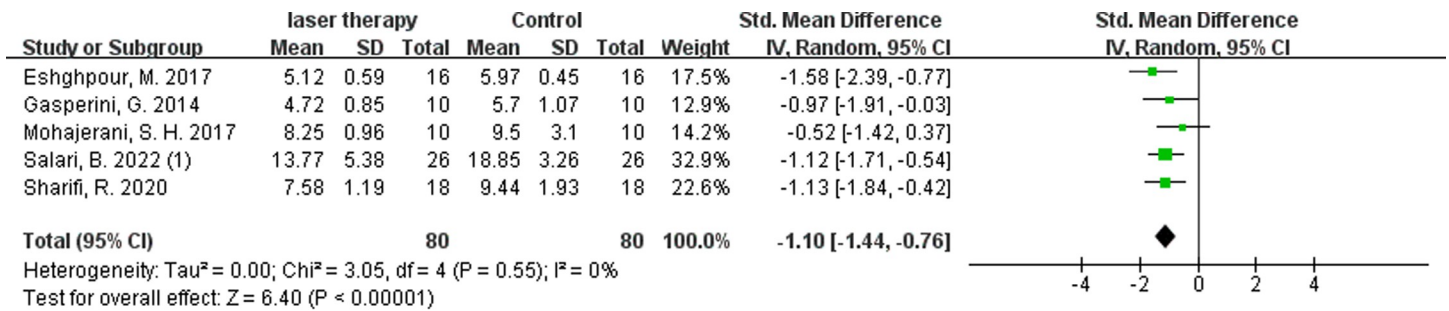 laser therapy Control Std. Mean Difference Std. Mean Difference
Study or Subgroup Mean SD Total Mean SD Total Weight IV, Random, 95% CI IV, Random, 95% CI
Eshghpour, M. 2017 5.12 0.59 16 5.97 0.45 16 17.5% -1.58 [-2.39, -0.77]
Gasperini, G. 2014 4.72 0.85 10 5.7 1.07 10 12.9% -0.97 [-1.91, -0.03]
Mohajerani, S. H. 2017 8.25 0.96 10 9.5 3.1 10 14.2% -0.52 [-1.42, 0.37]
Salari, B. 2022 (1) 13.77 5.38 26 18.85 3.26 26 32.9% -1.12 [-1.71, -0.54]
Sharifi, R. 2020 7.58 1.19 18 9.44 1.93 18 22.6% -1.13 [-1.84, -0.42]
Total (95% CI) 80 80 100.0% -1.10 [-1.44, -0.76]
Heterogeneity: Tau² = 0.00; Chi² = 3.05, df = 4 (P = 0.55); I² = 0%
Test for overall effect: Z = 6.40 (P < 0.00001)
-4 -2 0 2 4